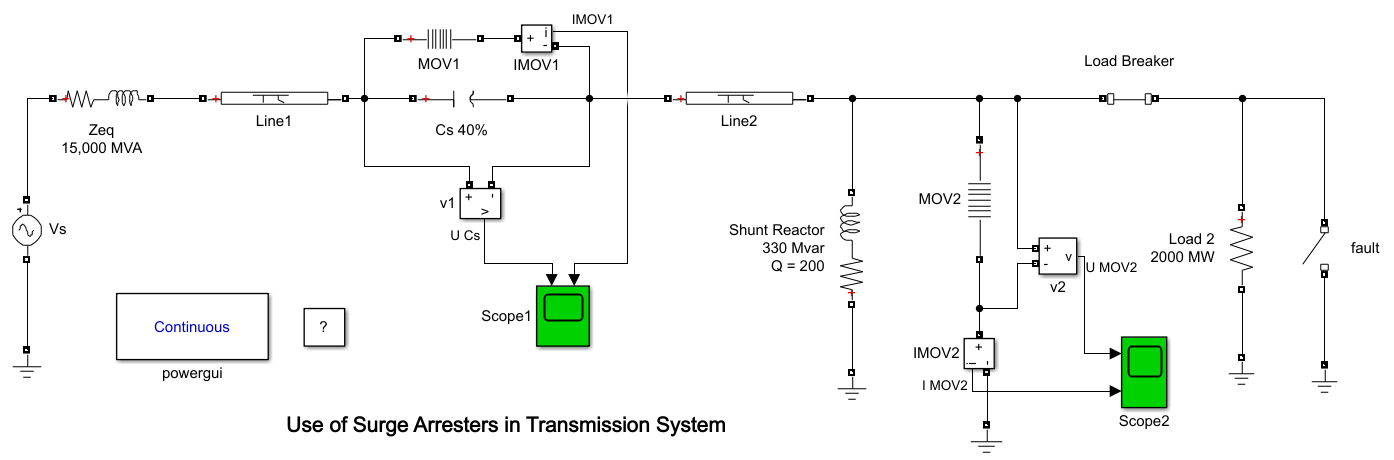 IMOV1
MOV1
IMOV1
+
i
-
Load Breaker
Zeq
15,000 MVA
Line1
Cs 40%
Line2
v1
+
-
v
U Cs
MOV2
Vs
Shunt Reactor
330 Mvar
Q = 200
Load 2
2000 MW
fault
+
-
v
U MOV2
v2
Scope1
Continuous
?
powergui
IMOV2
+
i
-
I MOV2
Scope2
Use of Surge Arresters in Transmission System